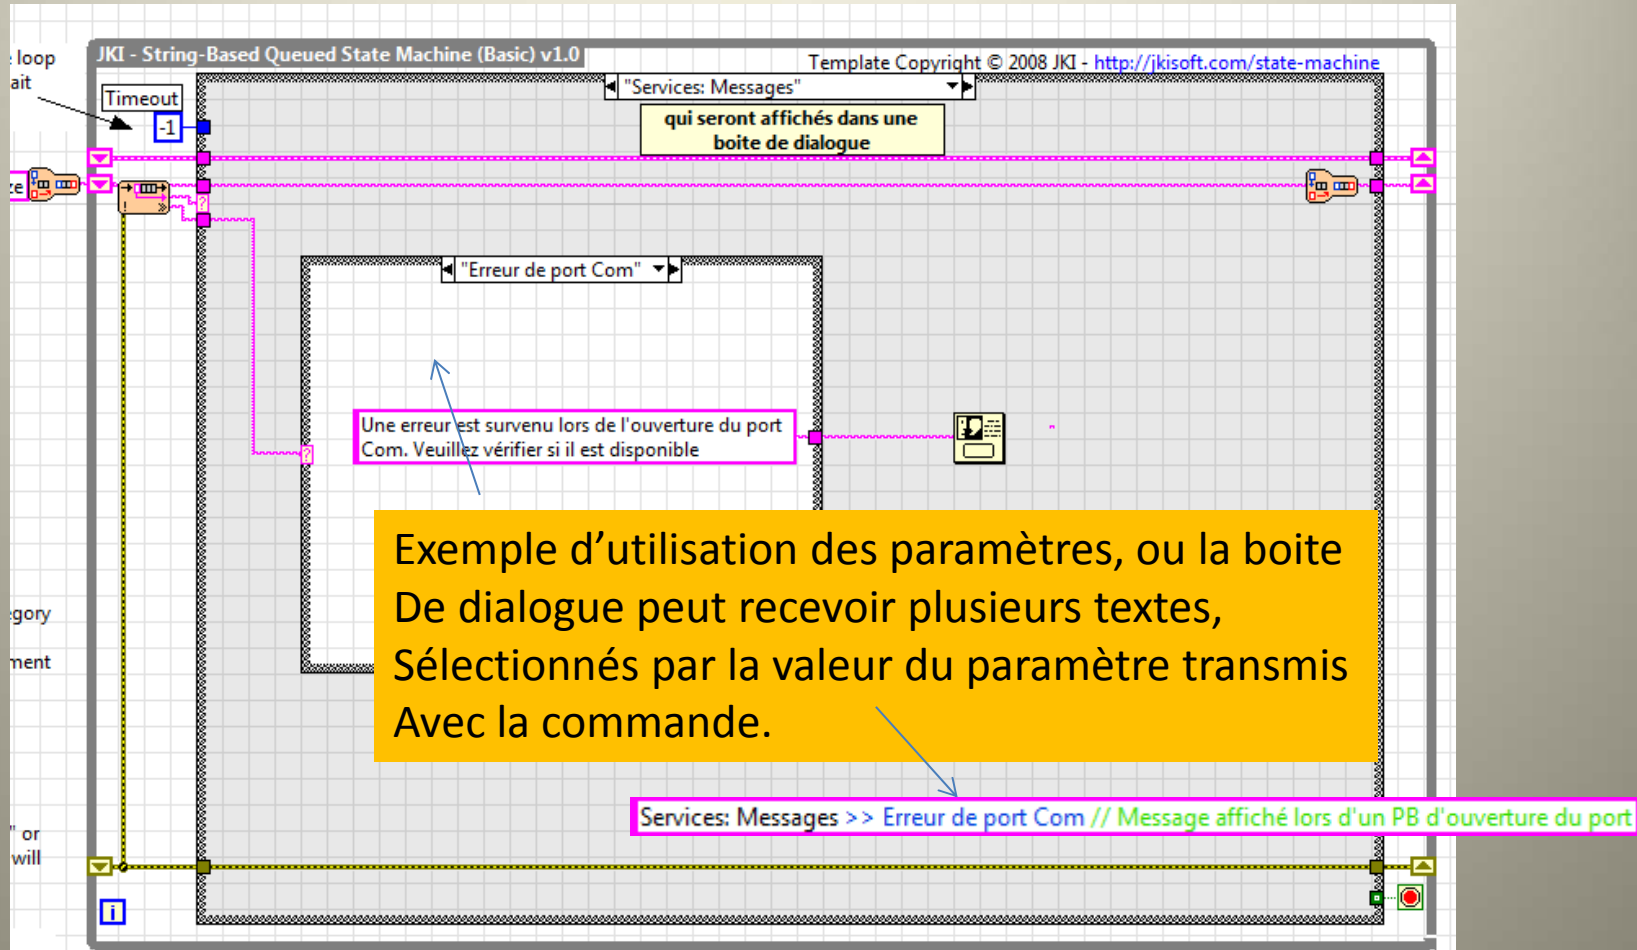 loop
ait
JKI - String-Based Queued State Machine (Basic) v1.0
Template Copyright © 2008 JKI - http://jkisoft.com/state-machine
"Services: Messages"
Timeout
-1
qui seront affichés dans une
boite de dialogue
ze
"Erreur de port Com"
Une erreur est survenu lors de l'ouverture du port
Com. Veuillez vérifier si il est disponible
Exemple d’utilisation des paramètres, ou la boite
De dialogue peut recevoir plusieurs textes,
Sélectionnés par la valeur du paramètre transmis
Avec la commande.
gory
ment
Services: Messages >> Erreur de port Com // Message affiché lors d'un PB d'ouverture du port
" or
will
i